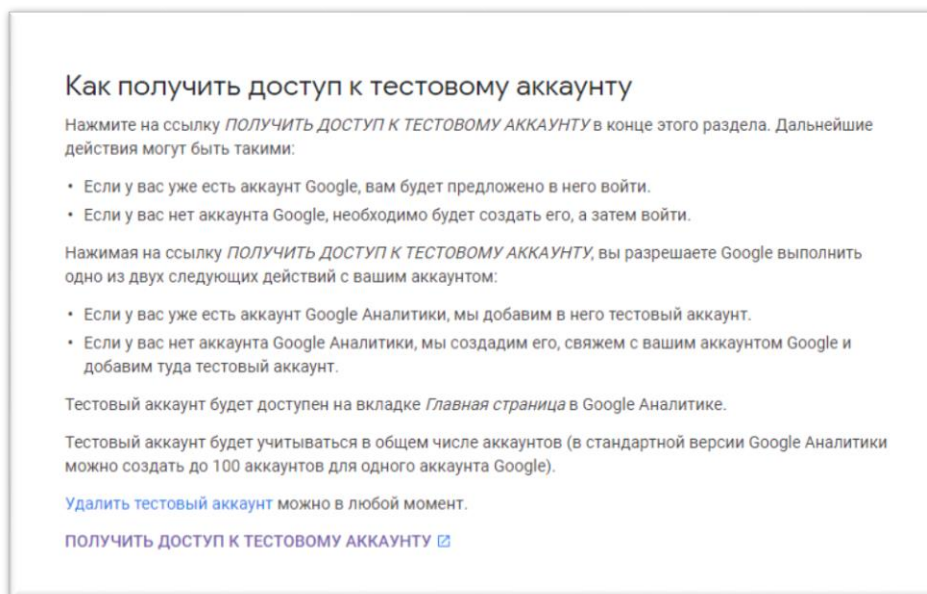 Как получить доступ к тестовому аккаунту
Нажмите на ссылку ПОЛУЧИТЬ ДОСТУП К ТЕСТОВОМУ АККАУНТУ в конце этого раздела. Дальнейшие
действия могут быть такими:
• Если у вас уже есть аккаунт Google, вам будет предложено в него войти.
• Если у вас нет аккаунта Google, необходимо будет создать его, а затем войти.
Нажимая на ссылку ПОЛУЧИТЬ ДОСТУП К ТЕСТОВОМУ АККАУНТУ, вы разрешаете Google выполнить
одно из двух следующих действий с вашим аккаунтом:
• Если у вас уже есть аккаунт Google Аналитики, мы добавим в него тестовый аккаунт.
• Если у вас нет аккаунта Google Аналитики, мы создадим его, свяжем с вашим аккаунтом Google и
добавим туда тестовый аккаунт.
Тестовый аккаунт будет доступен на вкладке Главная страница в Google Аналитике.
Тестовый аккаунт будет учитываться в общем числе аккаунтов (в стандартной версии Google Аналитики
можно создать до 100 аккаунтов для одного аккаунта Google).
Удалить тестовый аккаунт можно в любой момент.
ПОЛУЧИТЬ ДОСТУП К ТЕСТОВОМУ АККАУНТУ